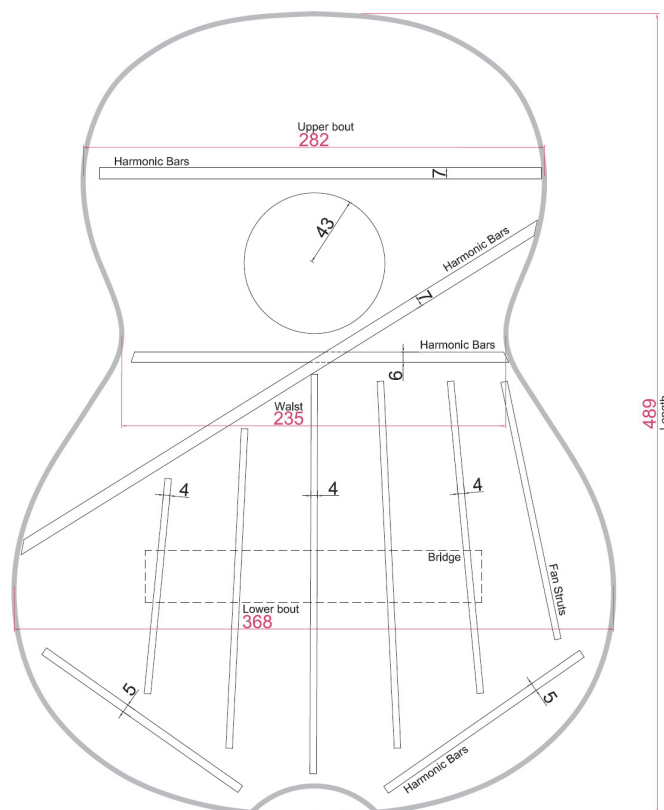 Upper bout
282
Harmonic Bars
7
43
Harmonic Bars
7
Harmonic Bars
6
Walst
235
489
Length
4
4
4
Bridge
Fan Struts
Lower bout
368
5
5
Harmonic Bars